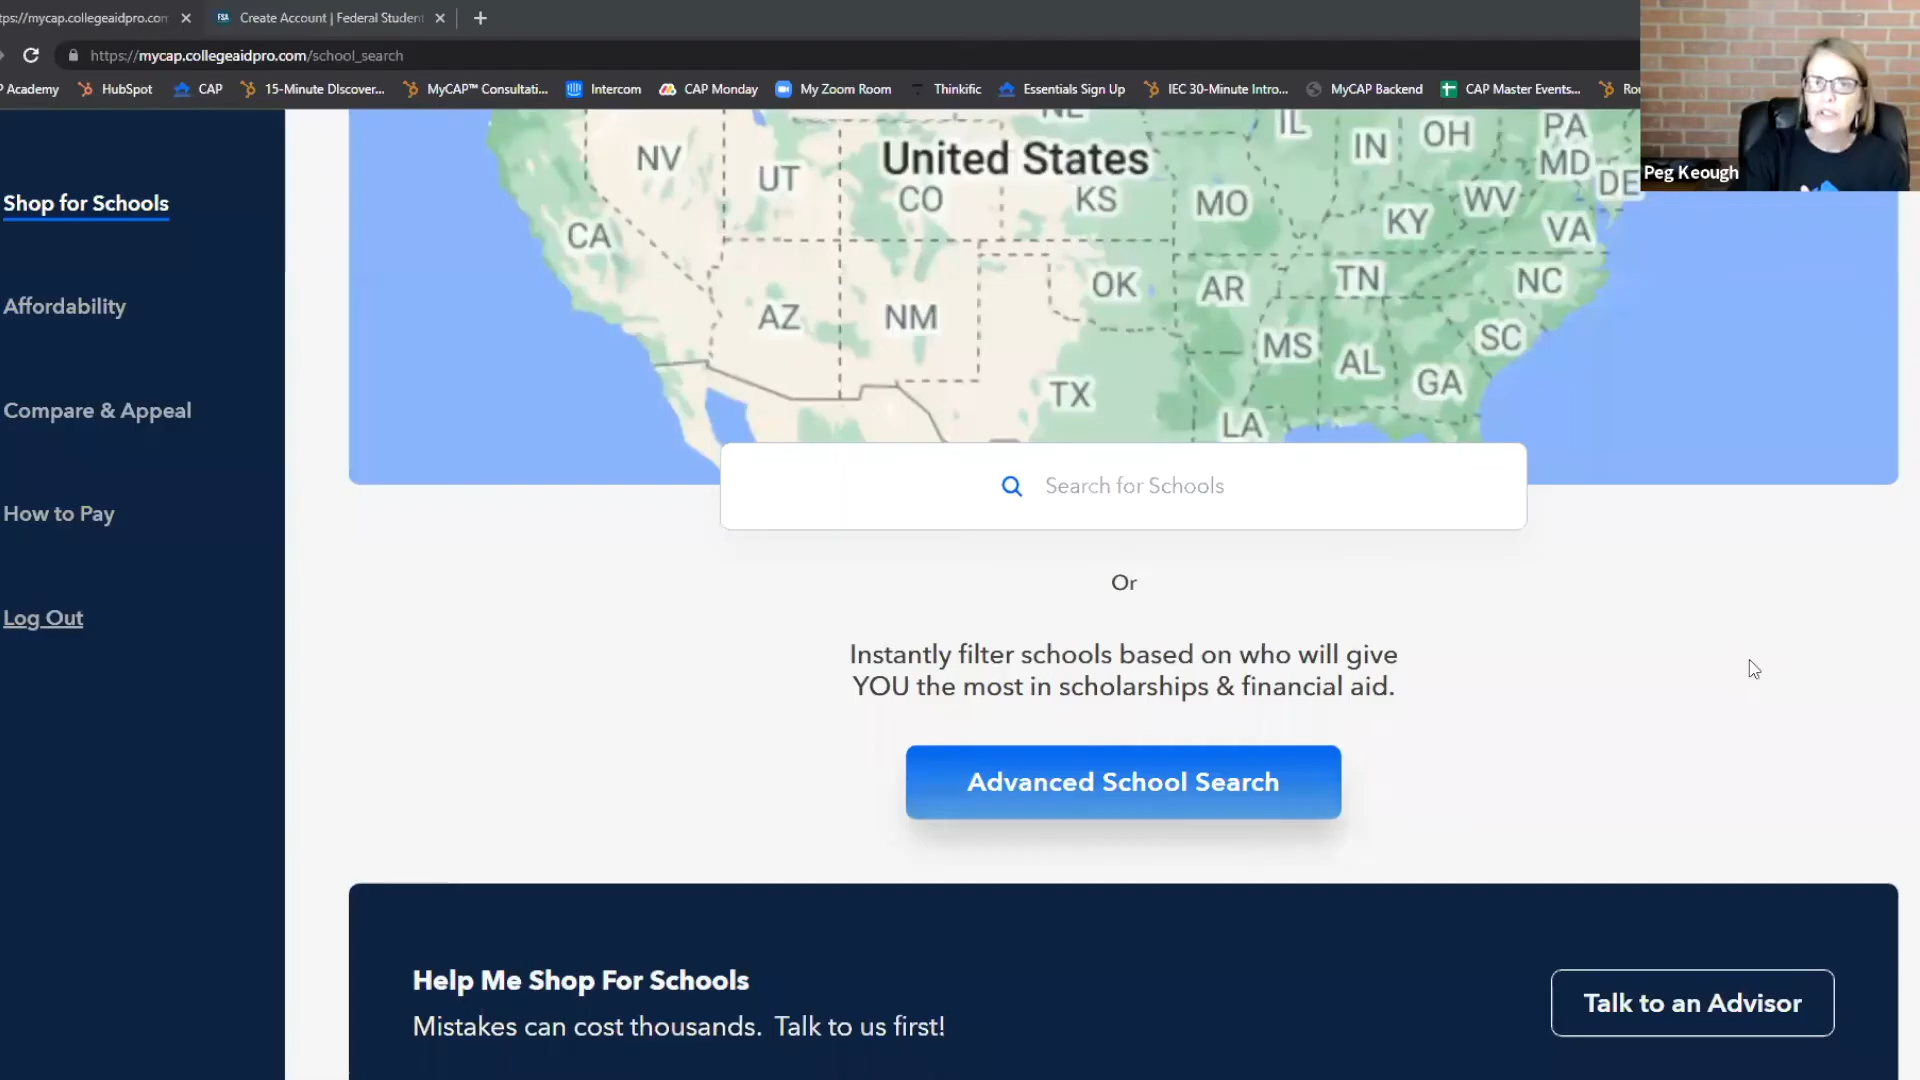 tps://mycap.collegeaidpro.com
Create Account | Federal Student
https://mycap.collegeaidpro.com/school_search
P Academy
HubSpot
CAP
15-Minute DIscover...
MyCAP™ Consultati...
Intercom
CAP Monday
My Zoom Room
Thinkific
Essentials Sign Up
IEC 30-Minute Intro...
MyCAP Backend
CAP Master Events...
Ro
Peg Keough
Shop for Schools
Affordability
Compare & Appeal
How to Pay
Log Out
NE
IL
IN
OH
PA
MD
DE
NV
UT
United States
CO
KS
MO
KY
WV
VA
CA
AZ
NM
OK
AR
TN
NC
TX
LA
MS
AL
GA
SC
Search for Schools
Or
Instantly filter schools based on who will give
YOU the most in scholarships & financial aid.
Advanced School Search
Help Me Shop For Schools
Mistakes can cost thousands. Talk to us first!
Talk to an Advisor